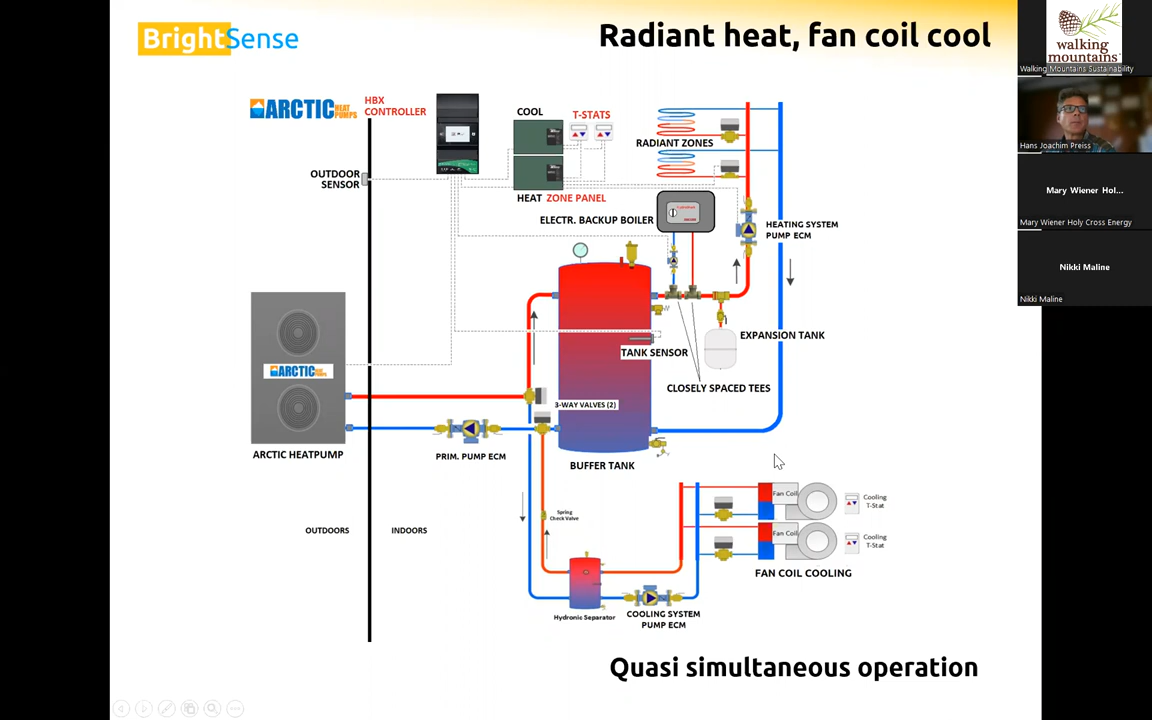 BrightSense
Radiant heat, fan coil cool
ARCTIC HEAT PUMPS
HBX
CONTROLLER
COOL
T-STATS
RADIANT ZONES
OUTDOOR
SENSOR
HEAT ZONE PANEL
ELECTR. BACKUP BOILER
HEATING SYSTEM
PUMP ECM
EXPANSION TANK
TANK SENSOR
CLOSELY SPACED TEES
ARCTIC
3-WAY VALVES (2)
ARCTIC HEATPUMP
PRIM. PUMP ECM
BUFFER TANK
Fan Coil
Cooling
T-Stat
Spring
Check Valve
OUTDOORS
INDOORS
Fan Coil
Cooling
T-Stat
FAN COIL COOLING
Hydronic Separator
COOLING SYSTEM
PUMP ECM
Quasi simultaneous operation
walking
mountains
Walking Mountains Sustainability
Hans Joachim Preiss
Mary Wiener Hol...
Mary Wiener Holy Cross Energy
Nikki Maline
Nikki Maline